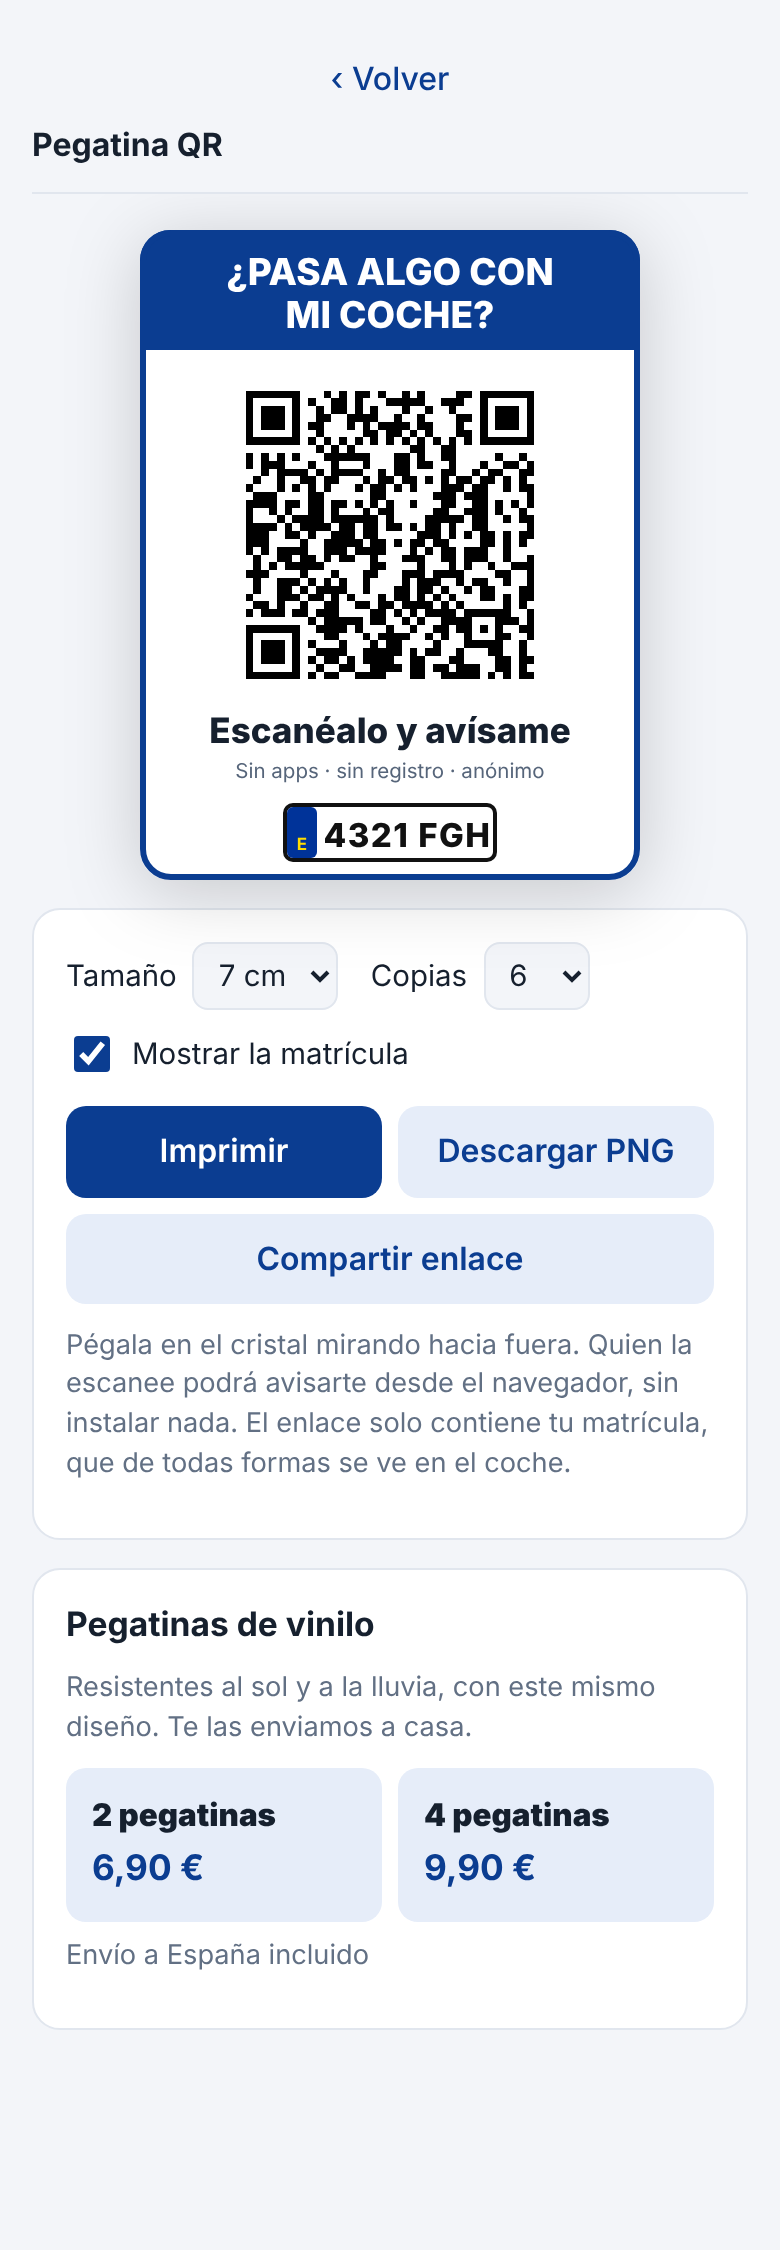 ‹ Volver
Pegatina QR
¿PASA ALGO CON
MI COCHE?
Escanéalo y avísame
Sin apps · sin registro · anónimo
E 4321 FGH
Tamaño 7 cm Copias 6
Mostrar la matrícula
Imprimir Descargar PNG
Compartir enlace
Pégala en el cristal mirando hacia fuera. Quien la
escanee podrá avisarte desde el navegador, sin
instalar nada. El enlace solo contiene tu matrícula,
que de todas formas se ve en el coche.
Pegatinas de vinilo
Resistentes al sol y a la lluvia, con este mismo
diseño. Te las enviamos a casa.
2 pegatinas 4 pegatinas
6,90 € 9,90 €
Envío a España incluido